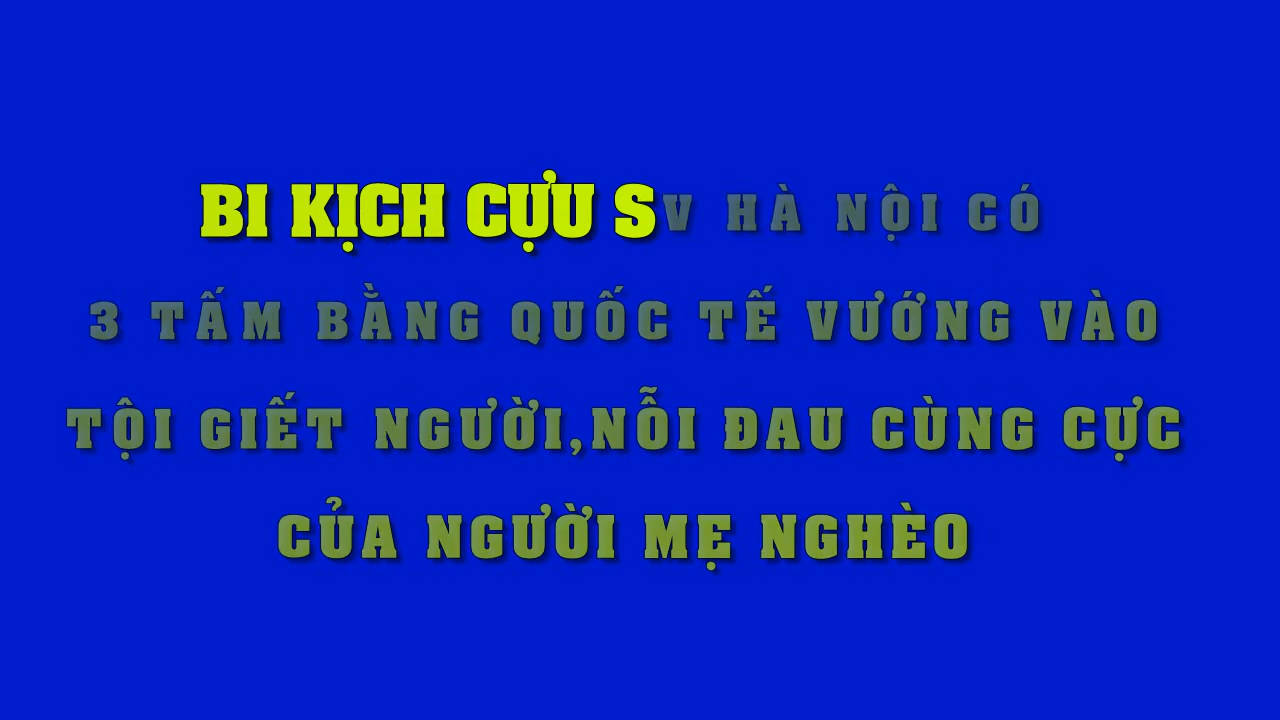 BI KỊCH CỰU SV HÀ NỘI CÓ
3 TẤM BẰNG QUỐC TẾ VƯỚNG VÀO
TỘI GIẾT NGƯỜI,NỖI ĐAU CÙNG CỰC
CỦA NGƯỜI MẸ NGHÈO